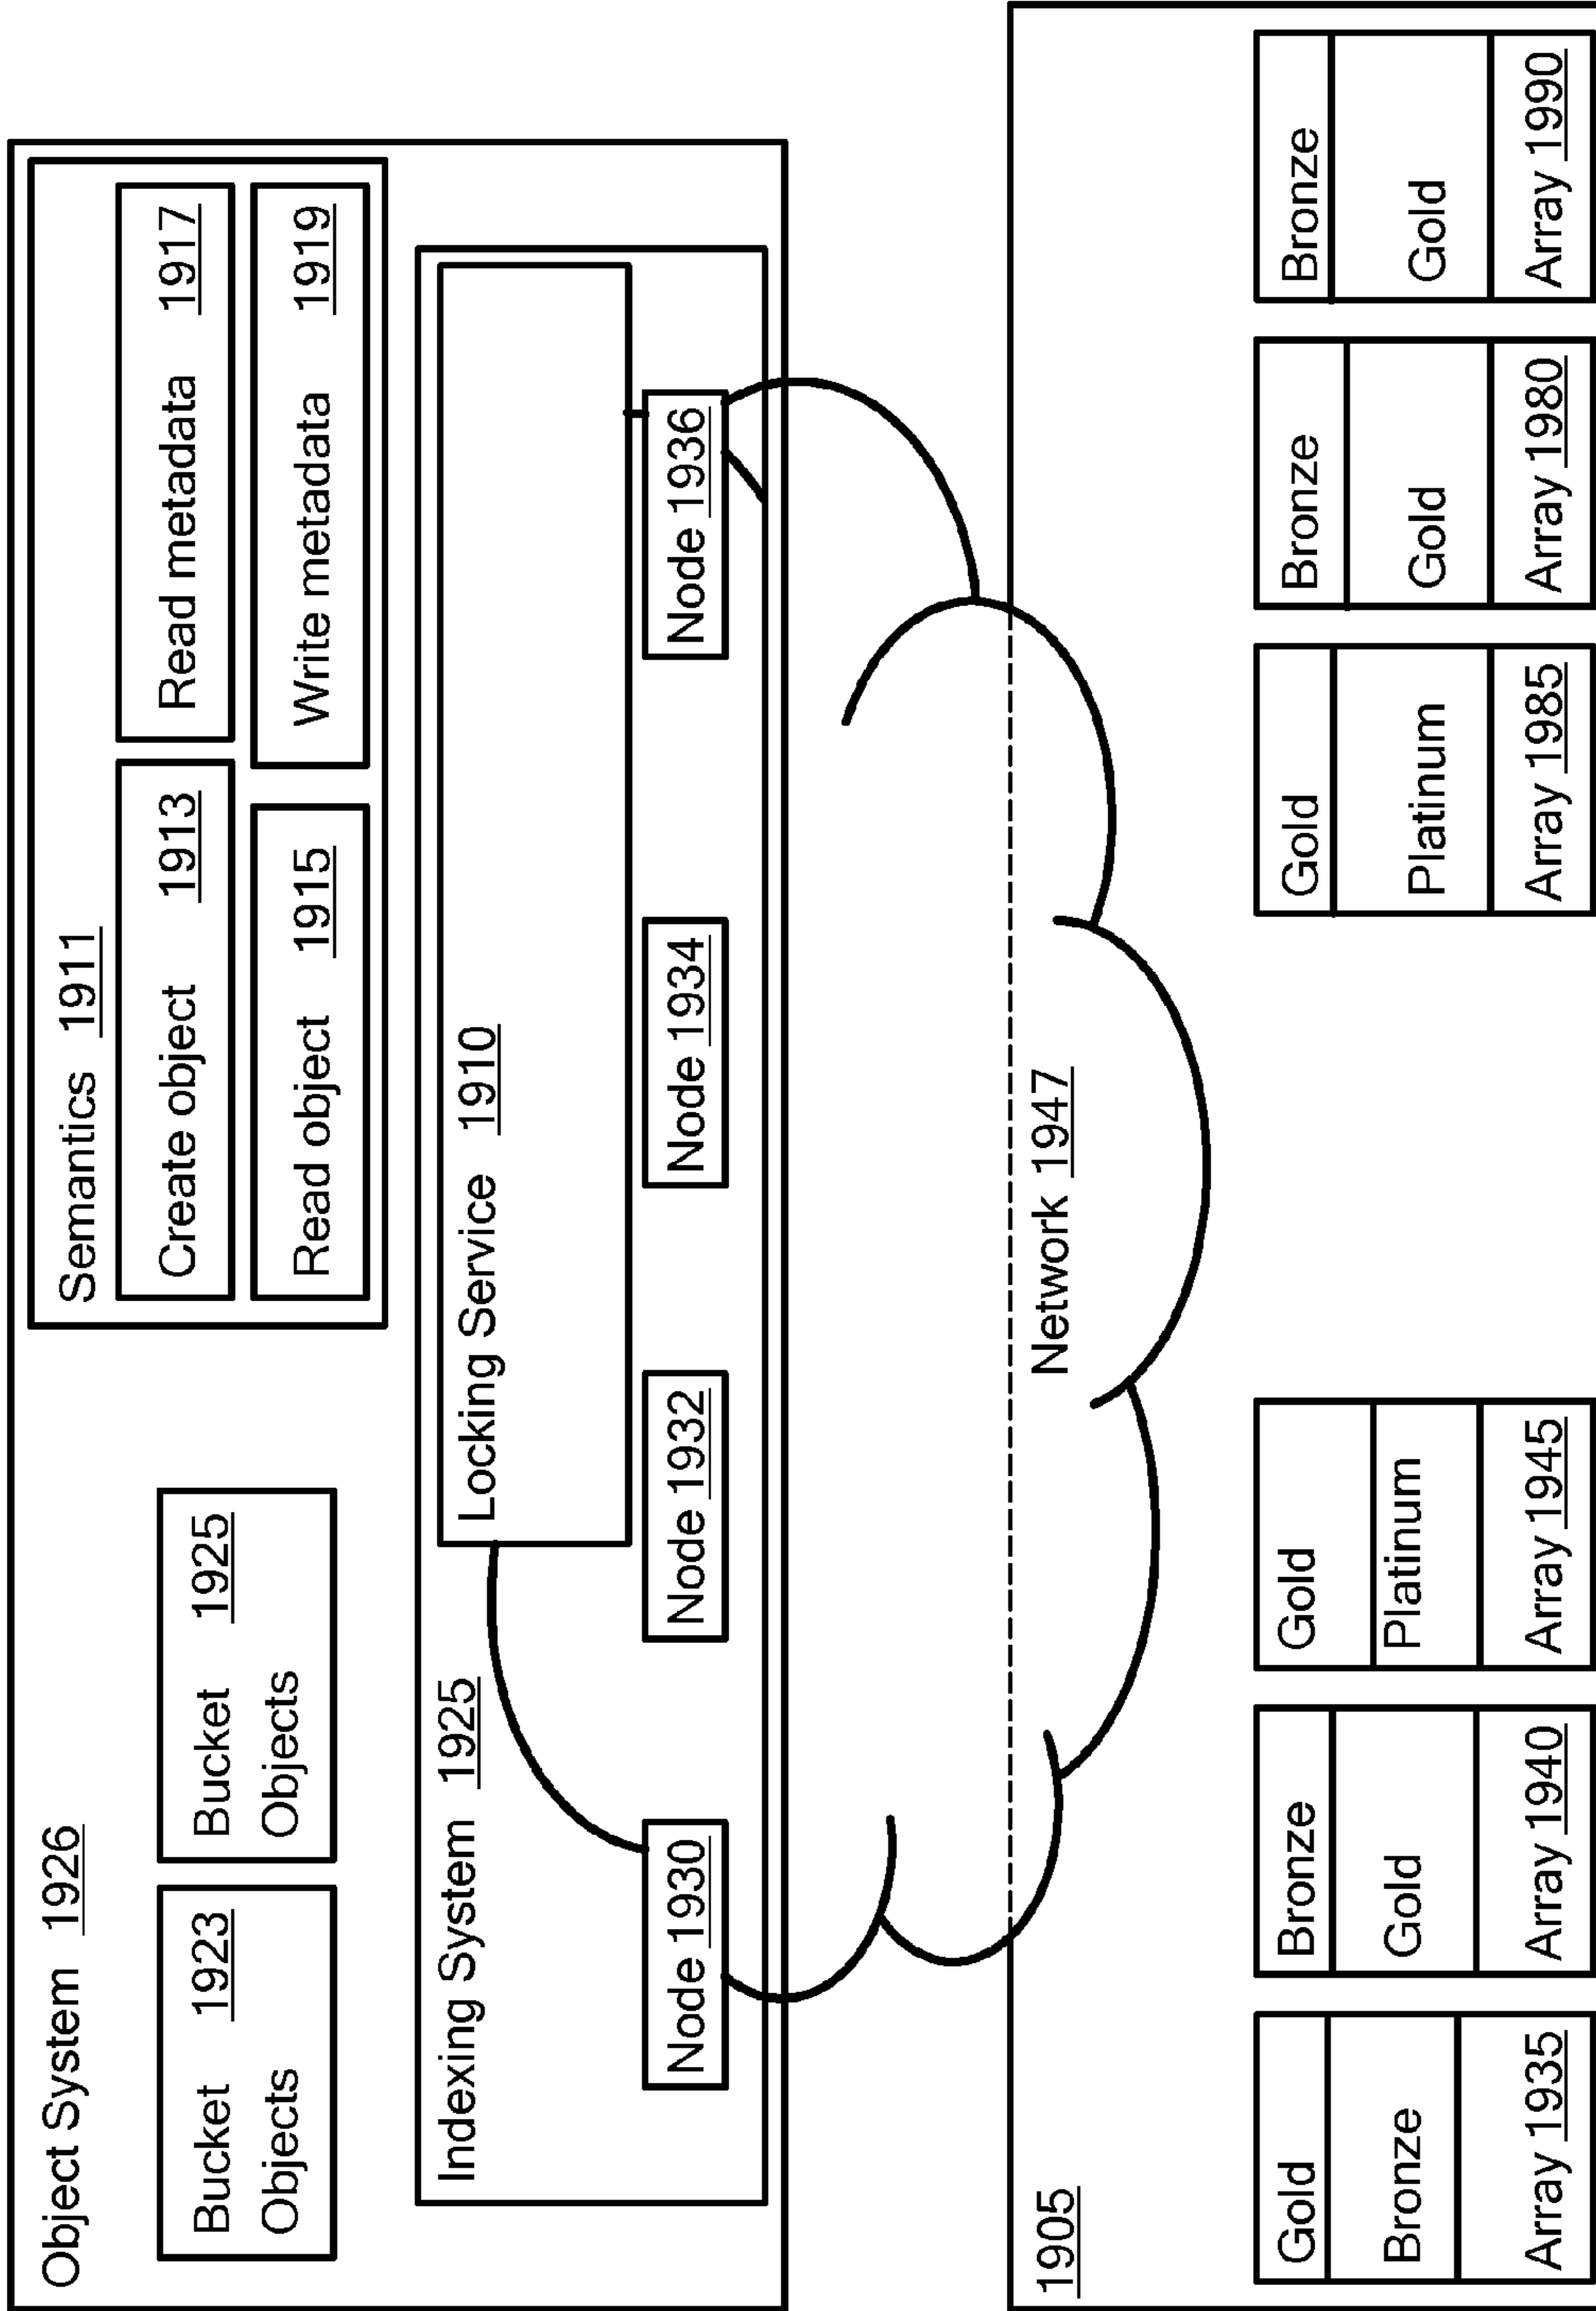 Object System 1926
Semantics 1911
Create object 1913
Read metadata 1917
Read object 1915
Write metadata 1919
Bucket 1923
Objects
Bucket 1925
Objects
Indexing System 1925
Locking Service 1910
Node 1930
Node 1932
Node 1934
Node 1936
Network 1947
1905
Gold
Bronze
Array 1935
Bronze
Gold
Array 1940
Gold
Platinum
Array 1945
Gold
Platinum
Array 1985
Bronze
Gold
Array 1980
Bronze
Gold
Array 1990